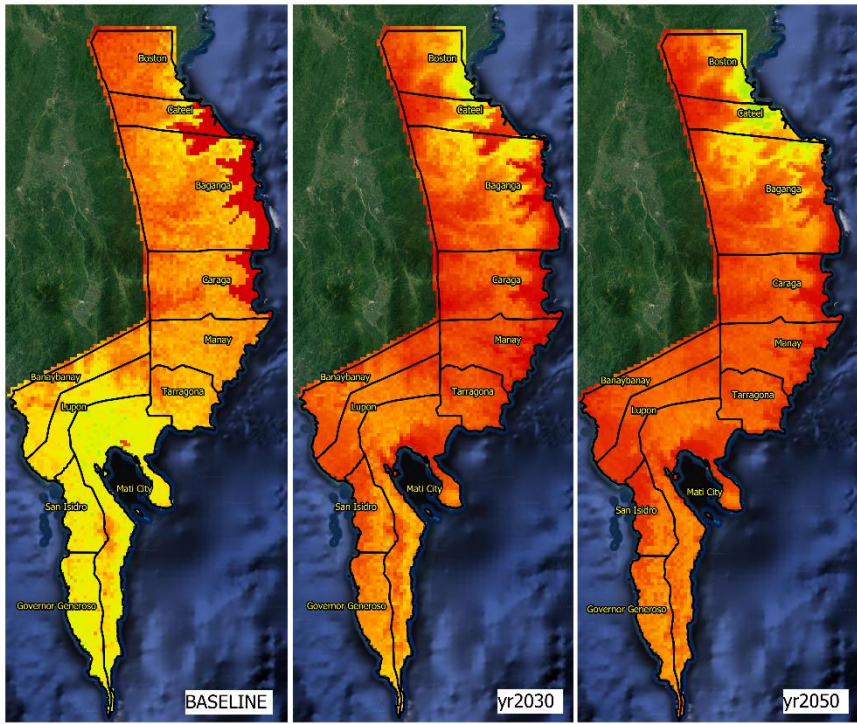 Boston
Cateel
Baganga
Caraga
Manay
Banaybanay
Tarragona
Lupon
Mati City
San Isidro
Governor Generoso
BASELINE
Boston
Cateel
Baganga
Caraga
Manay
Banaybanay
Tarragona
Lupon
Mati City
San Isidro
Governor Generoso
yr2030
Boston
Cateel
Baganga
Caraga
Manay
Banaybanay
Tarragona
Lupon
Mati City
San Isidro
Governor Generoso
yr2050